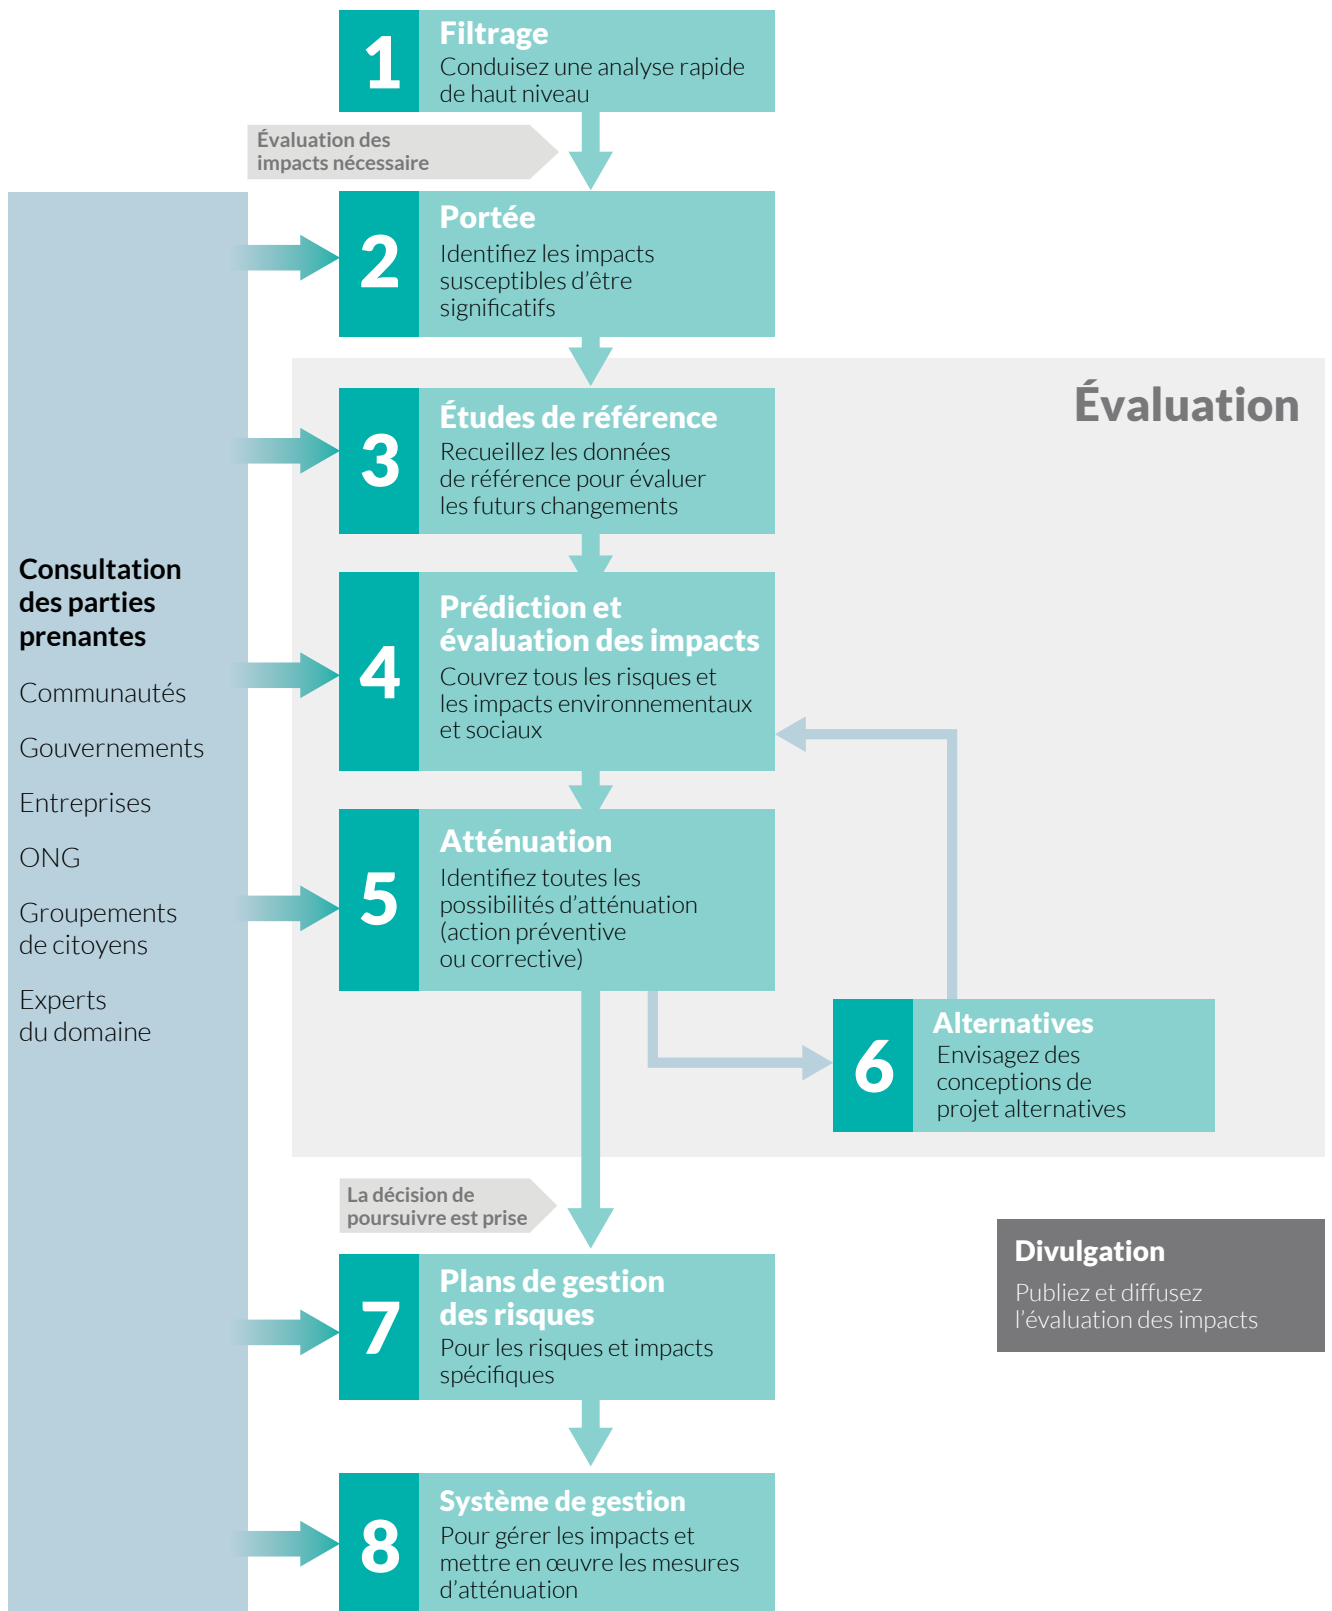 1
Filtrage
Conduisez une analyse rapide
de haut niveau
Évaluation des
impacts nécessaire
2
Portée
Identifiez les impacts
susceptibles d’être
significatifs
Évaluation
3
Études de référence
Recueillez les données
de référence pour évaluer
les futurs changements
Consultation
des parties
prenantes
Communautés
Gouvernements
Entreprises
ONG
Groupements
de citoyens
Experts
du domaine
4
Prédiction et
évaluation des impacts
Couvrez tous les risques et
les impacts environnementaux
et sociaux
5
Atténuation
Identifiez toutes les
possibilités d’atténuation
(action préventive
ou corrective)
6
Alternatives
Envisagez des
conceptions de
projet alternatives
La décision de
poursuivre est prise
Divulgation
Publiez et diffusez
l’évaluation des impacts
7
Plans de gestion
des risques
Pour les risques et impacts
spécifiques
8
Système de gestion
Pour gérer les impacts et
mettre en œuvre les mesures
d’atténuation